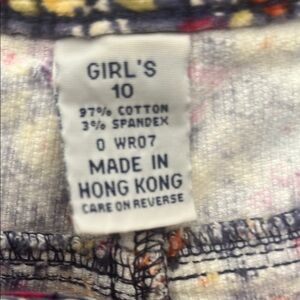 GIRL'S
10
97% COTTON
3% SPANDEX
0 WR07
MADE IN
HONG KONG
CARE ON REVERSE